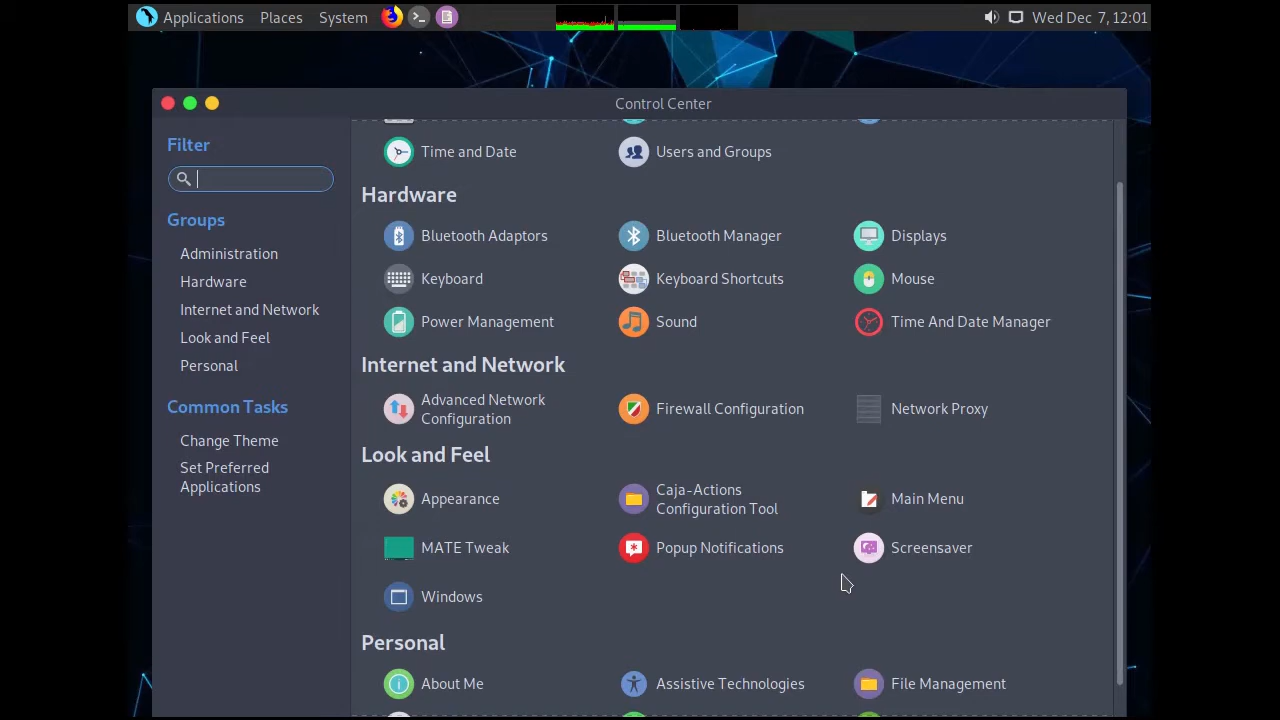 Applications Places System Wed Dec 7, 12:01
Control Center
Filter
Groups
Administration
Hardware
Internet and Network
Look and Feel
Personal
Common Tasks
Change Theme
Set Preferred
Applications
Time and Date Users and Groups
Hardware
Bluetooth Adaptors Bluetooth Manager Displays
Keyboard Keyboard Shortcuts Mouse
Power Management Sound Time And Date Manager
Internet and Network
Advanced Network
Configuration
Firewall Configuration
Network Proxy
Look and Feel
Appearance
Caja-Actions
Configuration Tool
Main Menu
MATE Tweak Popup Notifications Screensaver
Windows
Personal
About Me Assistive Technologies File Management